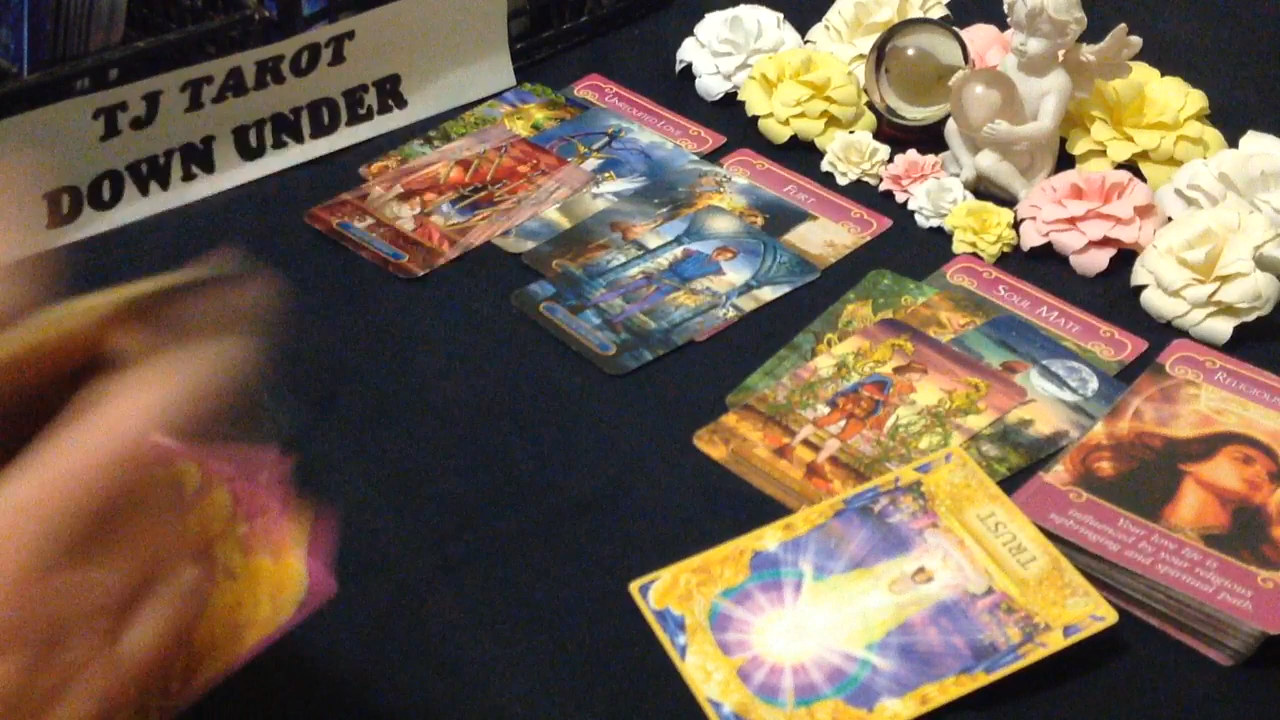 TJ TAROT
DOWN UNDER
UNREQUITED LOVE
FLIRT
SOUL MATE
RELIGIOUS
Your love life is
influenced by your religious
upbringing and spiritual path.
TRUST